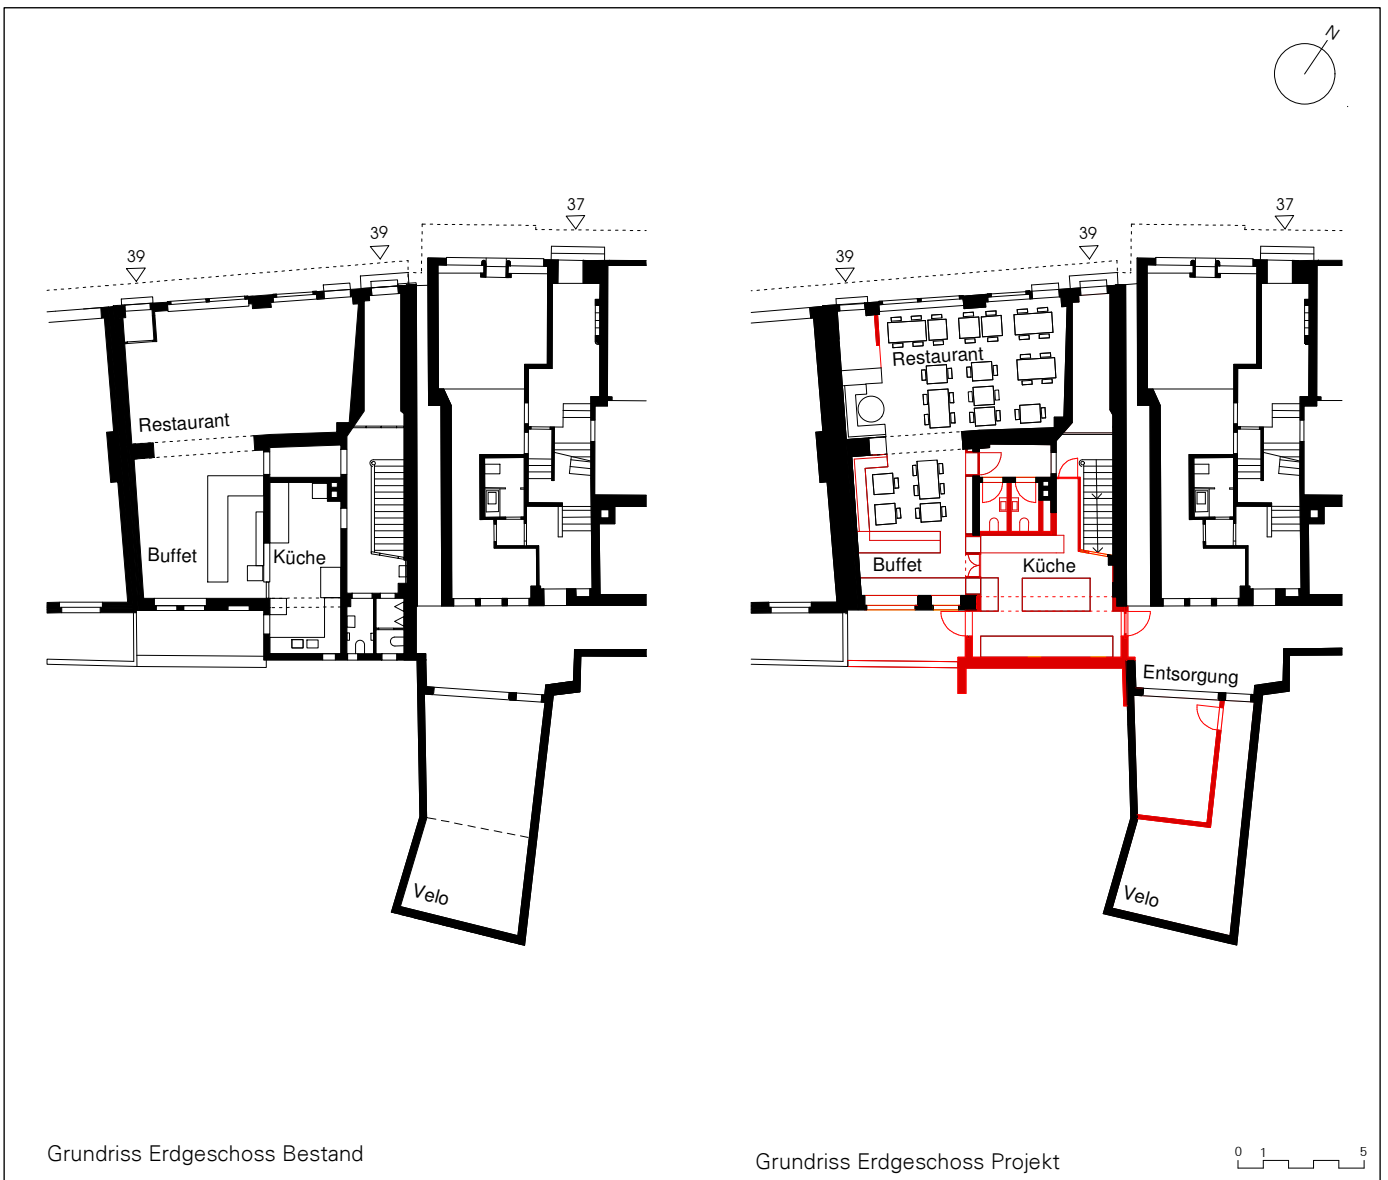 N
37
39
39
Restaurant
Buffet
Küche
Velo
37
39
39
Restaurant
Buffet
Küche
Entsorgung
Velo
Grundriss Erdgeschoss Bestand
Grundriss Erdgeschoss Projekt
0 1 5